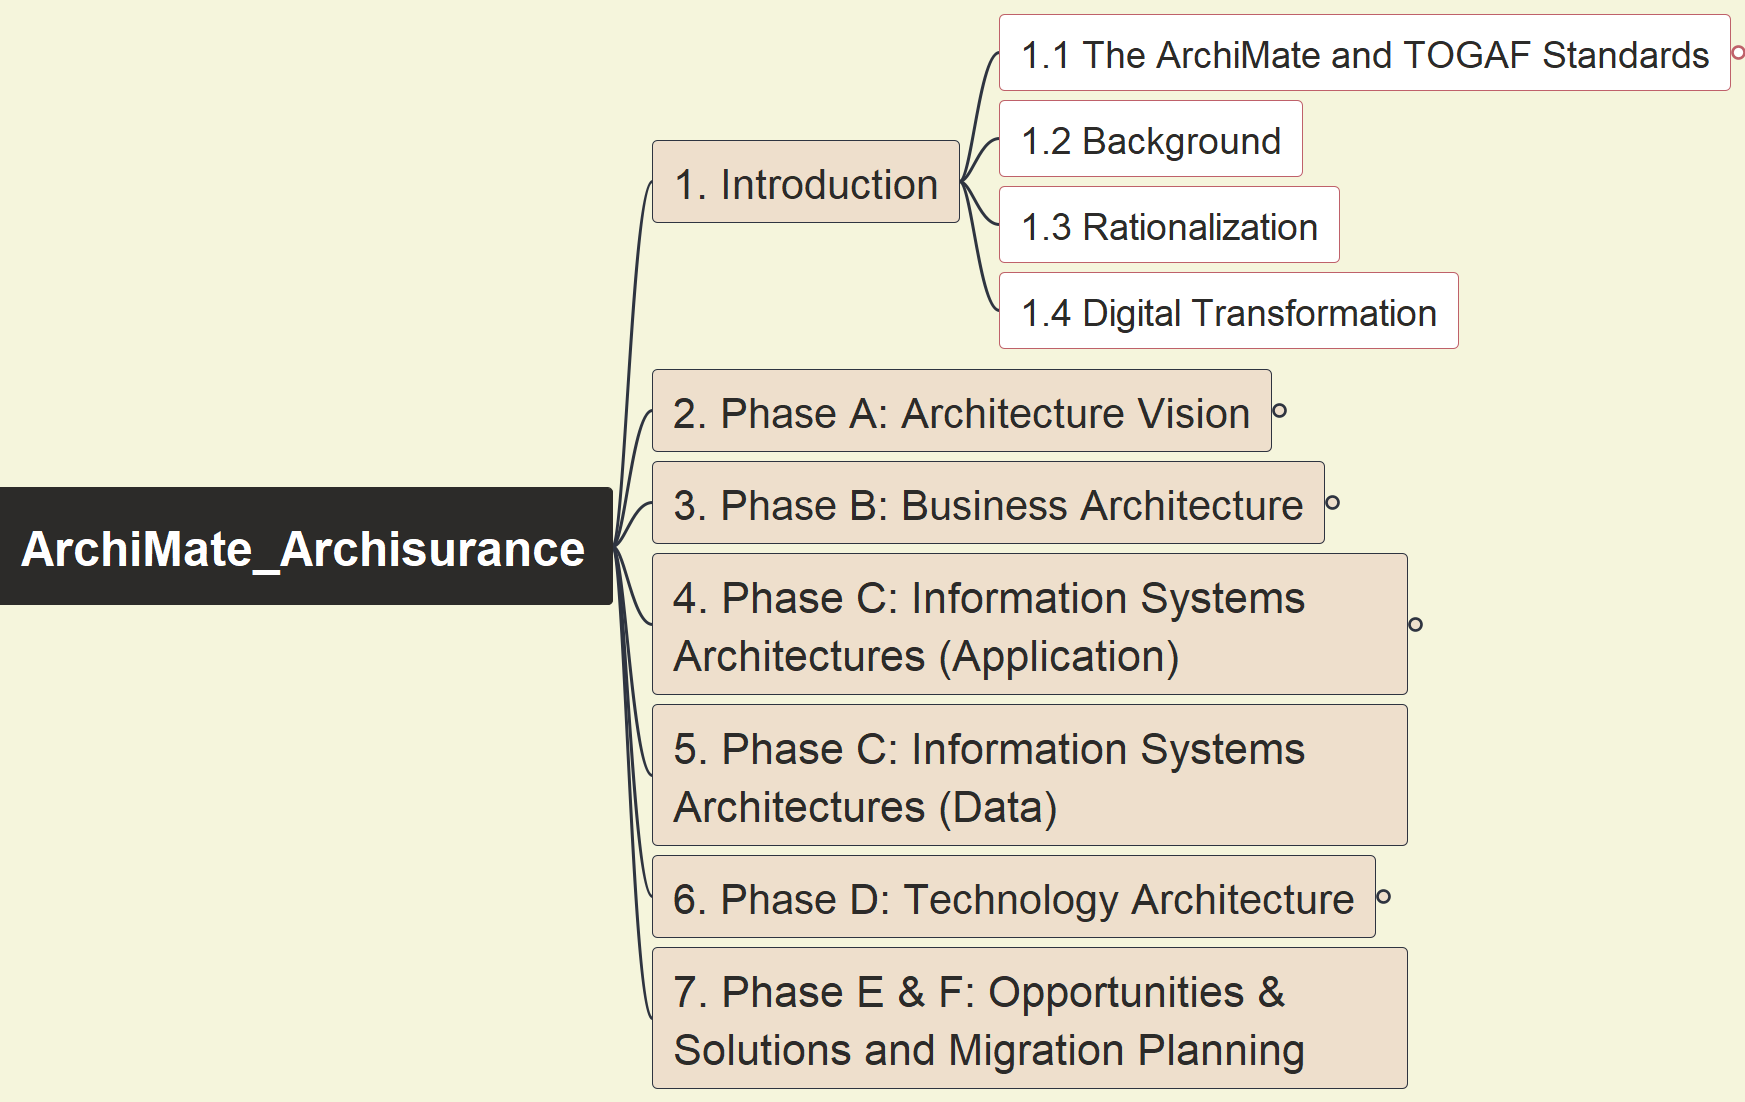 ArchiMate_Archisurance
1. Introduction
1.1 The ArchiMate and TOGAF Standards
1.2 Background
1.3 Rationalization
1.4 Digital Transformation
2. Phase A: Architecture Vision
3. Phase B: Business Architecture
4. Phase C: Information Systems
Architectures (Application)
5. Phase C: Information Systems
Architectures (Data)
6. Phase D: Technology Architecture
7. Phase E & F: Opportunities &
Solutions and Migration Planning